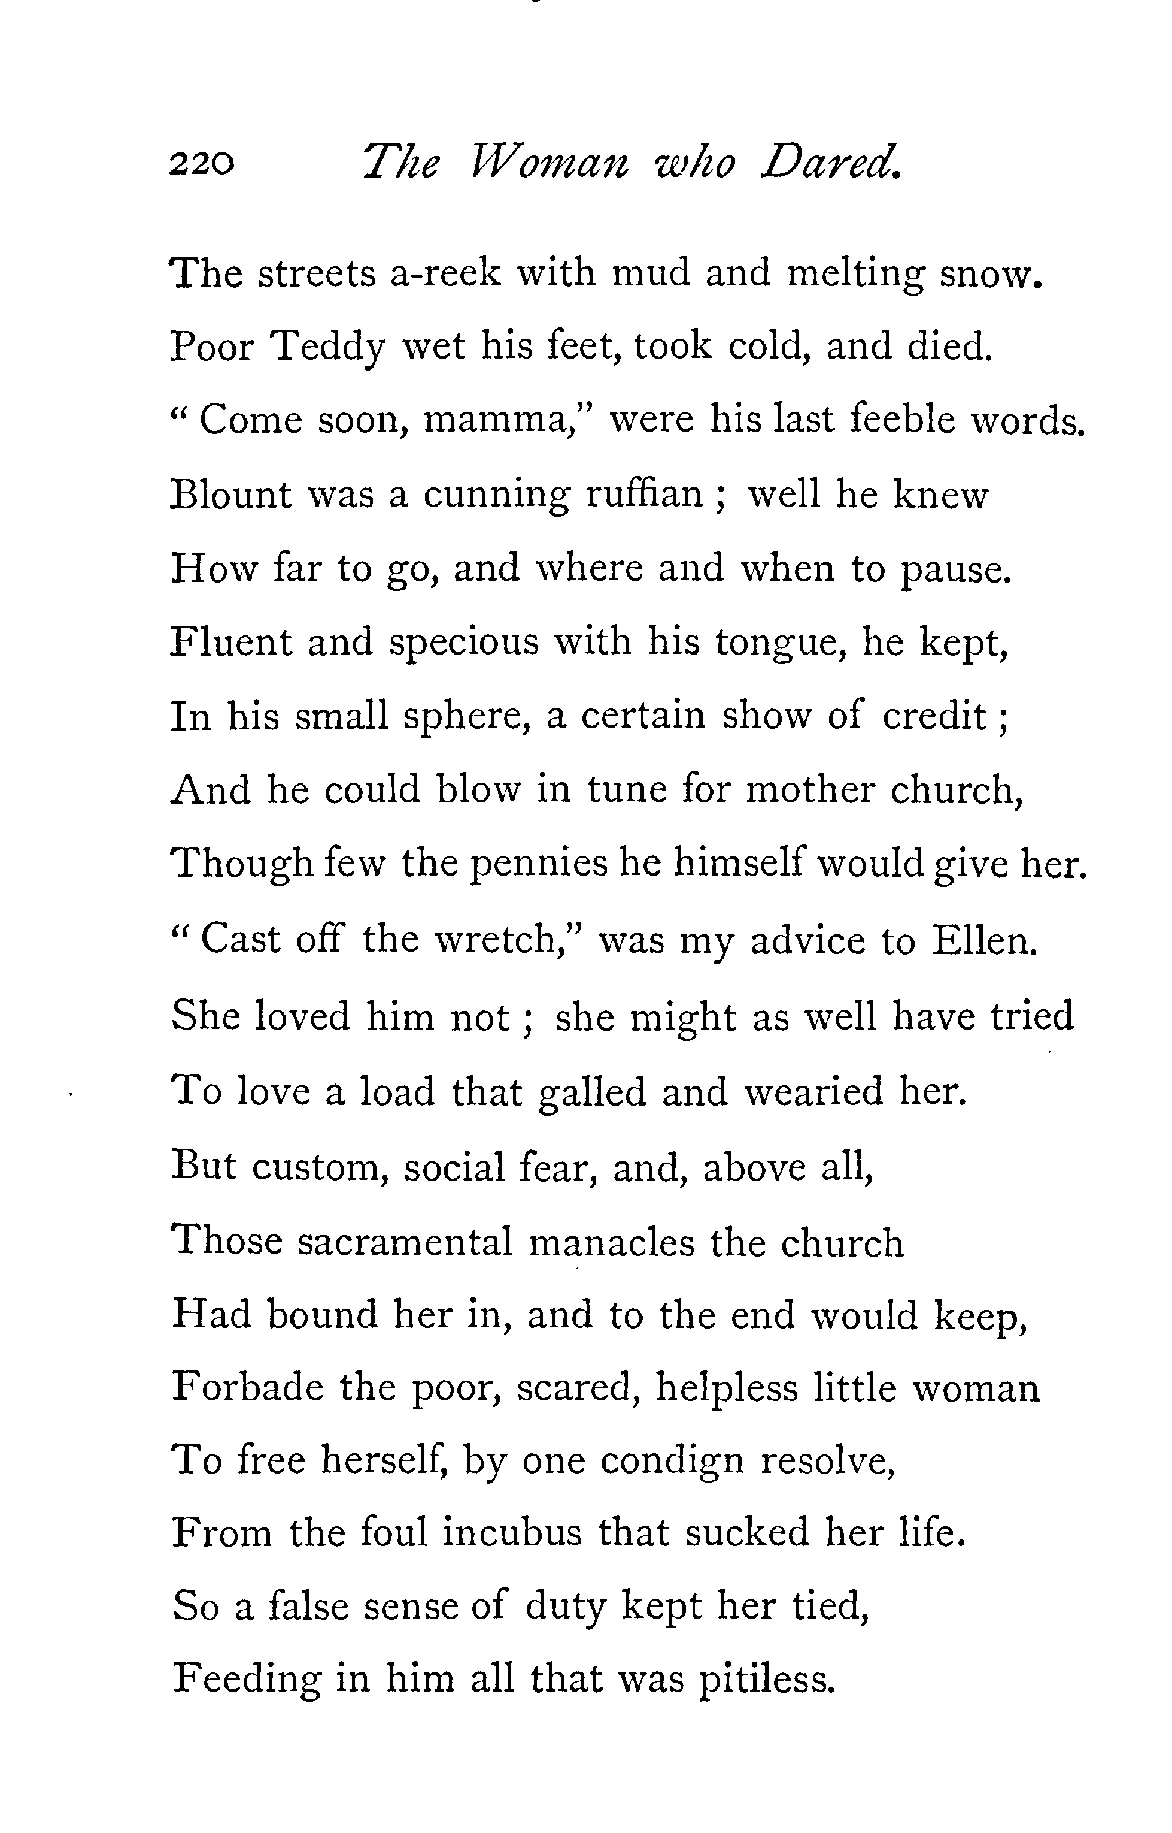 220 The Woman who Dared.
The streets a-reek with mud and melting snow.
Poor Teddy wet his feet, took cold, and died.
“ Come soon, mamma,” were his last feeble words.
Blount was a cunning ruffian ; well he knew
How far to go, and where and when to pause.
Fluent and specious with his tongue, he kept,
In his small sphere, a certain show of credit ;
And he could blow in tune for mother church,
Though few the pennies he himself would give her.
“ Cast off the wretch,” was my advice to Ellen.
She loved him not ; she might as well have tried
To love a load that galled and wearied her.
But custom, social fear, and, above all,
Those sacramental manacles the church
Had bound her in, and to the end would keep,
Forbade the poor, scared, helpless little woman
To free herself, by one condign resolve,
From the foul incubus that sucked her life.
So a false sense of duty kept her tied,
Feeding in him all that was pitiless.